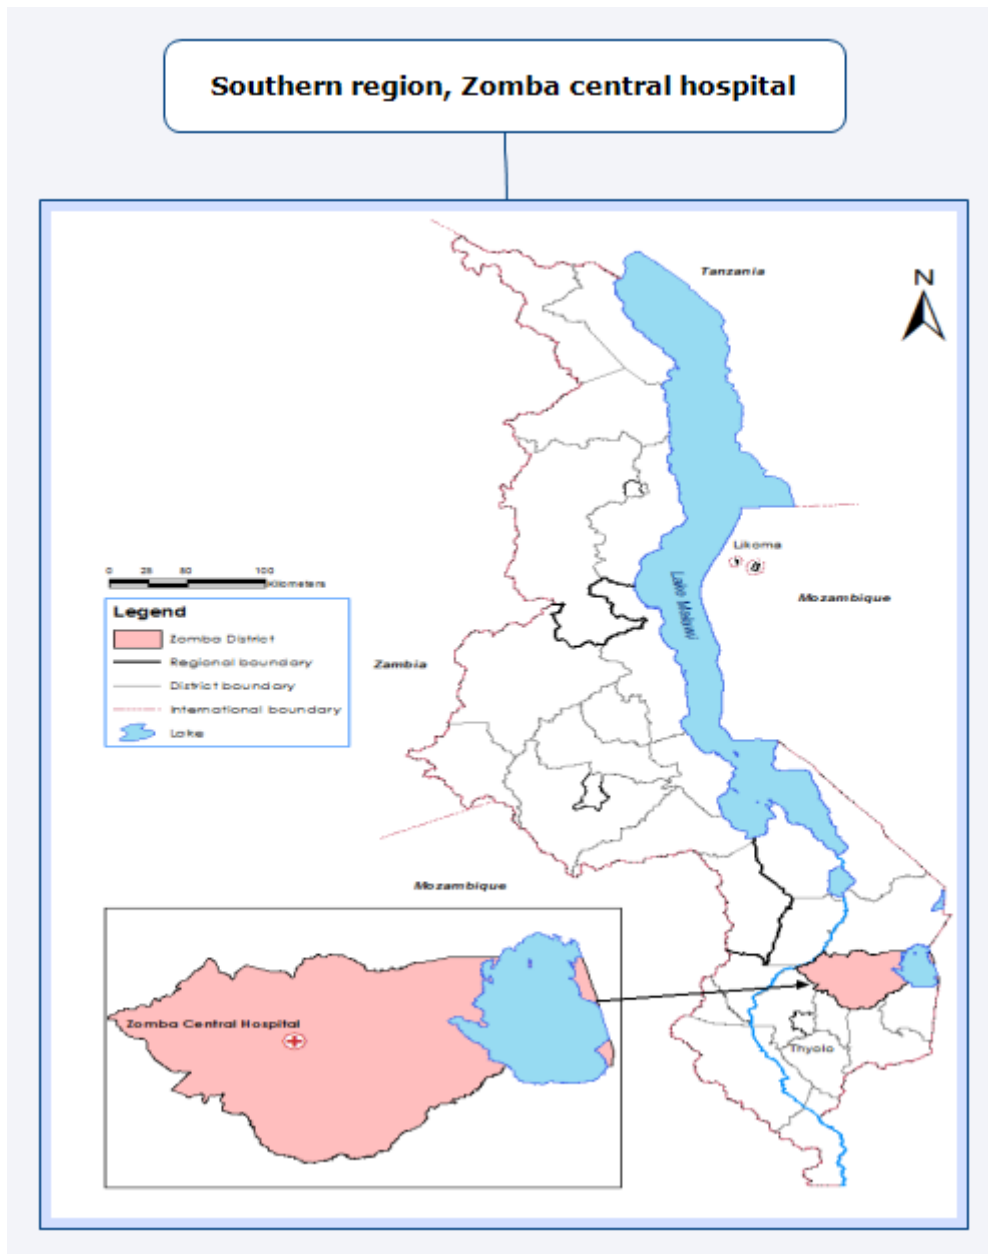 Southern region, Zomba central hospital
Tanzania
N
Likoma
Lake Malawi
Mozambique
0 25 50 100
Kilometers
Legend
Zomba District
Regional boundary
District boundary
International boundary
Lake
Zambia
Mozambique
Zomba Central Hospital
Thyolo